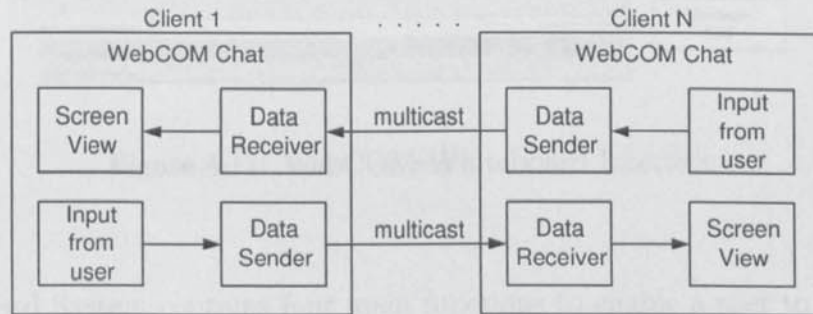 Client 1 . . . . . . Client N
WebCOM Chat WebCOM Chat
Screen View
Data Receiver
multicast
Data Sender
Input from user
Input from user
Data Sender
multicast
Data Receiver
Screen View